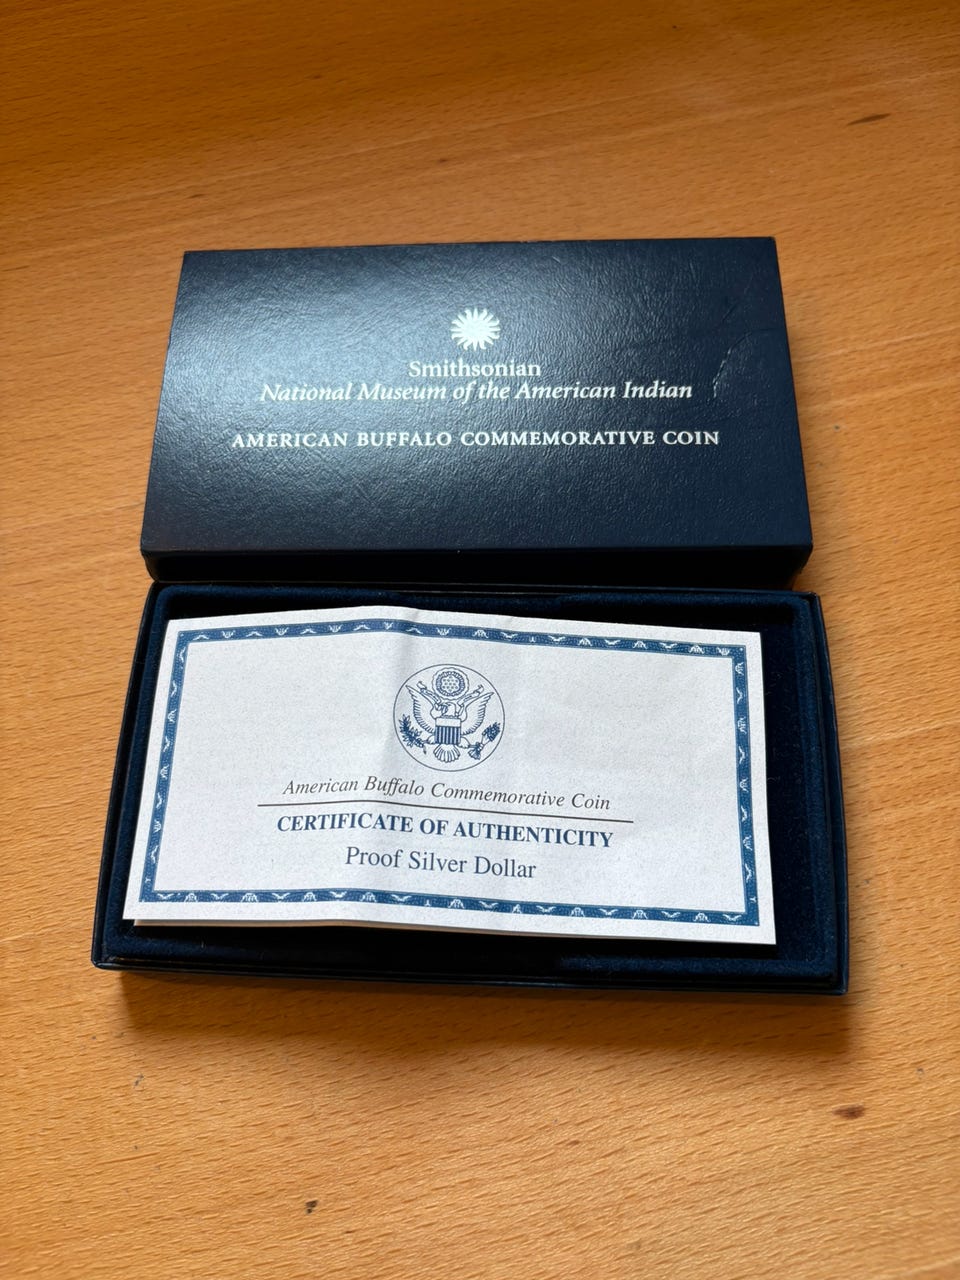 Smithsonian
National Museum of the American Indian
AMERICAN BUFFALO COMMEMORATIVE COIN
American Buffalo Commemorative Coin
CERTIFICATE OF AUTHENTICITY
Proof Silver Dollar